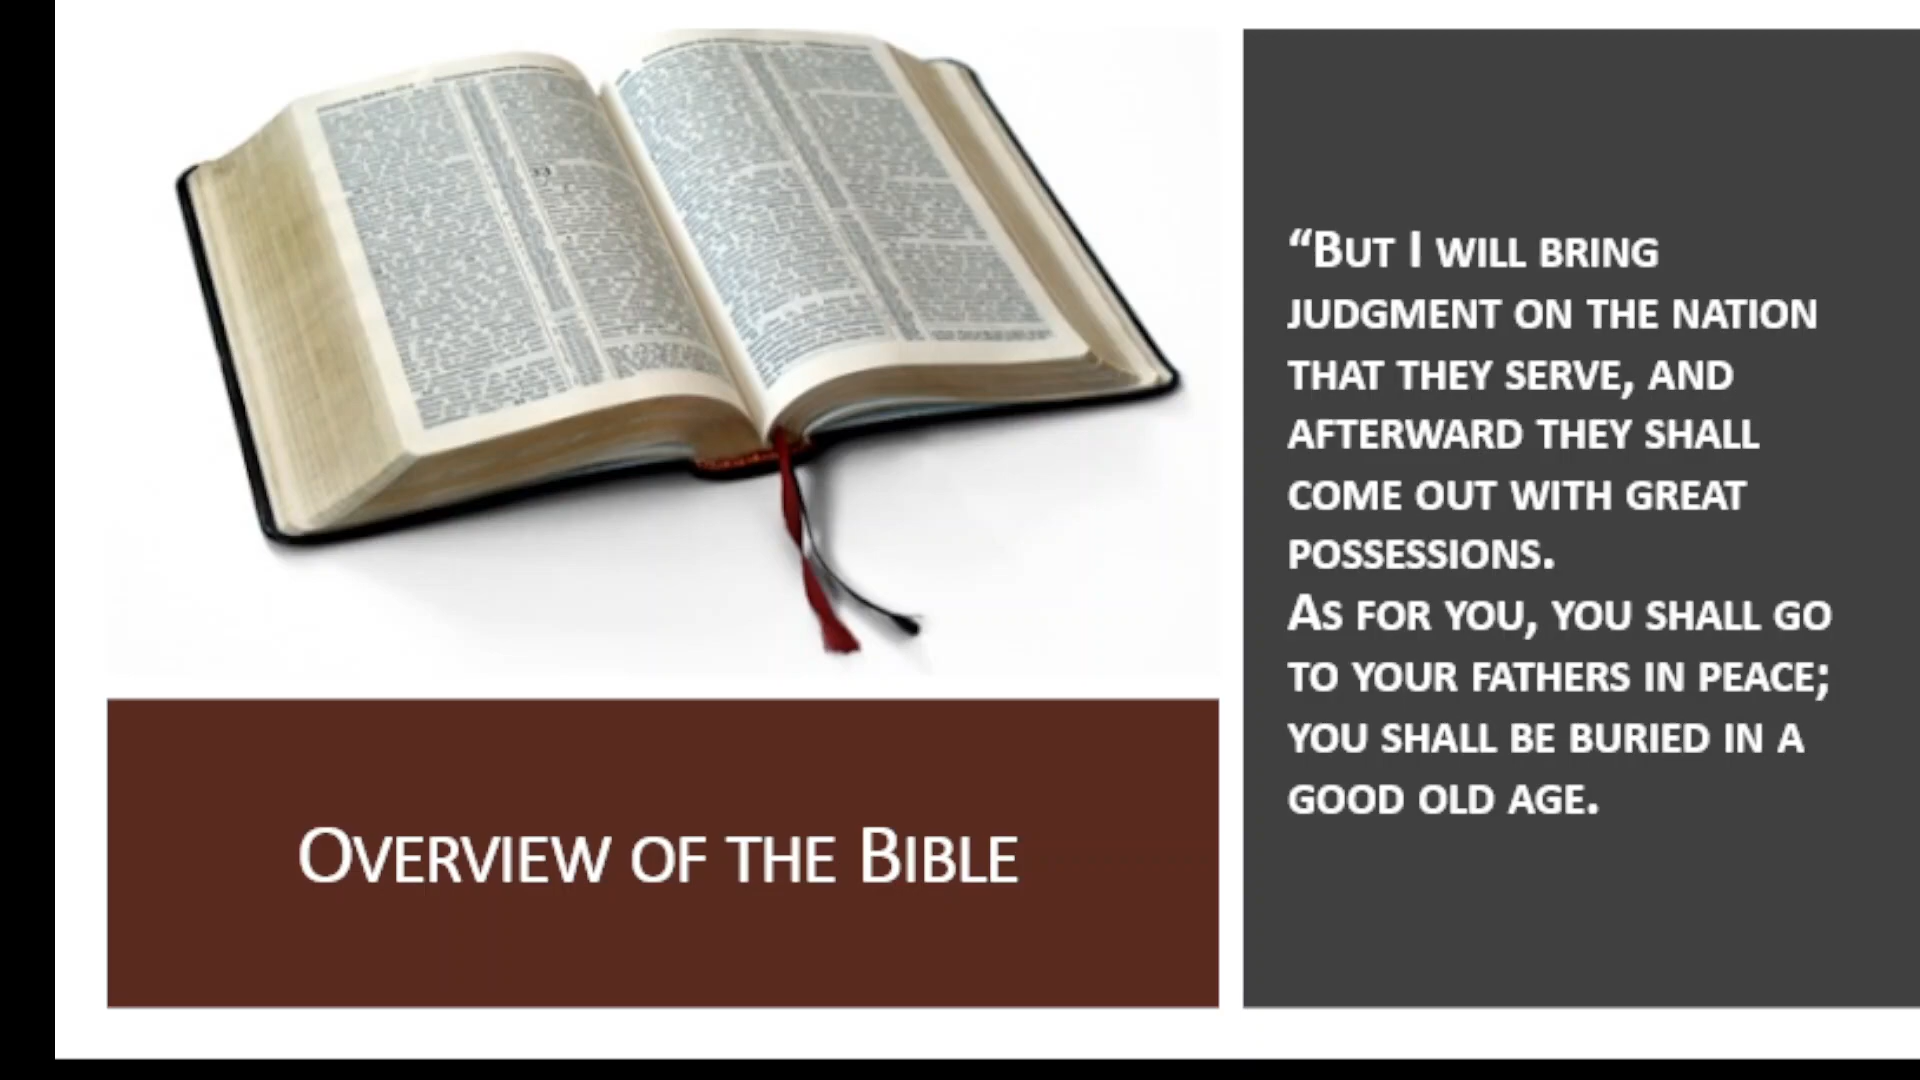 “But I will bring
judgment on the nation
that they serve, and
afterward they shall
come out with great
possessions.
As for you, you shall go
to your fathers in peace;
you shall be buried in a
good old age.
Overview of the Bible